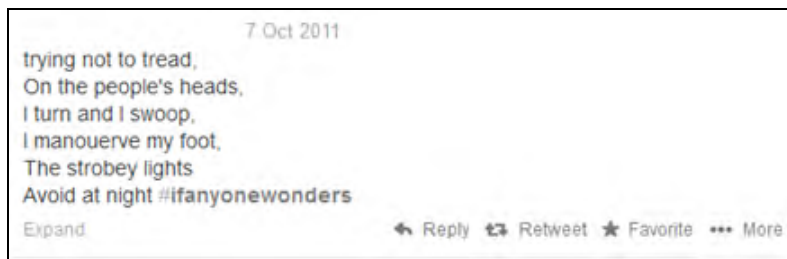 7 Oct 2011
trying not to tread,
On the people's heads,
I turn and I swoop,
I manouerve my foot,
The strobey lights
Avoid at night #ifanyonewonders
Expand Reply Retweet Favorite More